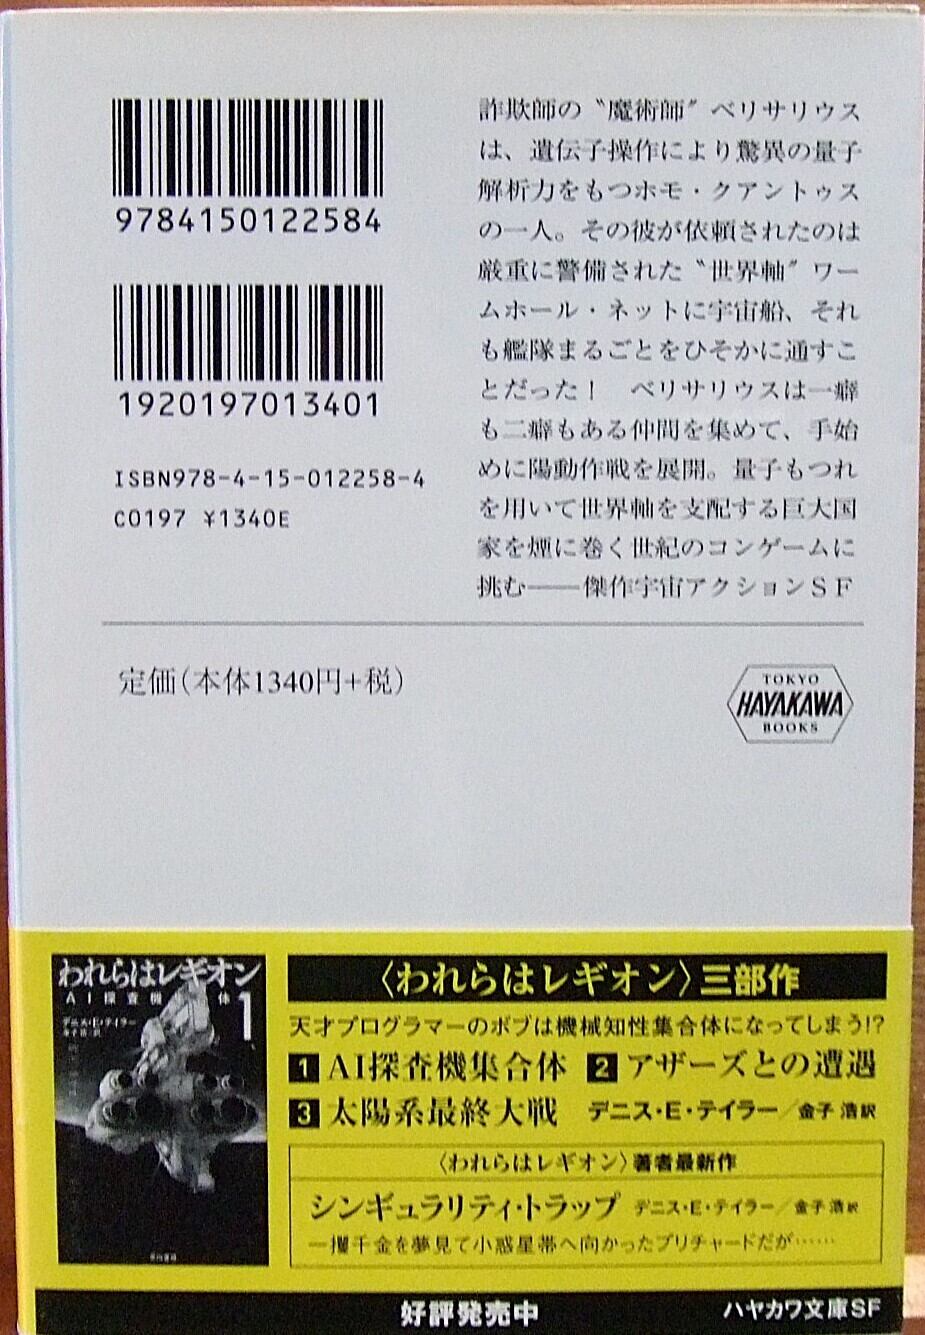 9784150122584
1920197013401
ISBN978-4-15-012258-4
C0197 ¥1340E
詐欺師の〝魔術師〟ベリサリウス
は、遺伝子操作により驚異の量子
解析力をもつホモ・クアントゥス
の一人。その彼が依頼されたのは
厳重に警備された〝世界軸〟ワー
ムホール・ネットに宇宙船、それ
も艦隊まるごとをひそかに通すこ
とだった！　ベリサリウスは一癖
も二癖もある仲間を集めて、手始
めに陽動作戦を展開。量子もつれ
を用いて世界軸を支配する巨大国
家を煙に巻く世紀のコンゲームに
挑む──傑作宇宙アクションＳＦ
定価(本体1340円+税)
TOKYO
HAYAKAWA
BOOKS
われらはレギオン
AI探査機 体
1
デニス・E・テイラー
〈われらはレギオン〉三部作
天才プログラマーのボブは機械知性集合体になってしまう!?
1 AI探査機集合体 2 アザーズとの遭遇
3 太陽系最終大戦 デニス・E・テイラー／金子 浩訳
〈われらはレギオン〉著者最新作
シンギュラリティ・トラップ デニス・E・テイラー／金子 浩訳
一攫千金を夢見て小惑星帯へ向かったプリチャードだが……
好評発売中
ハヤカワ文庫SF